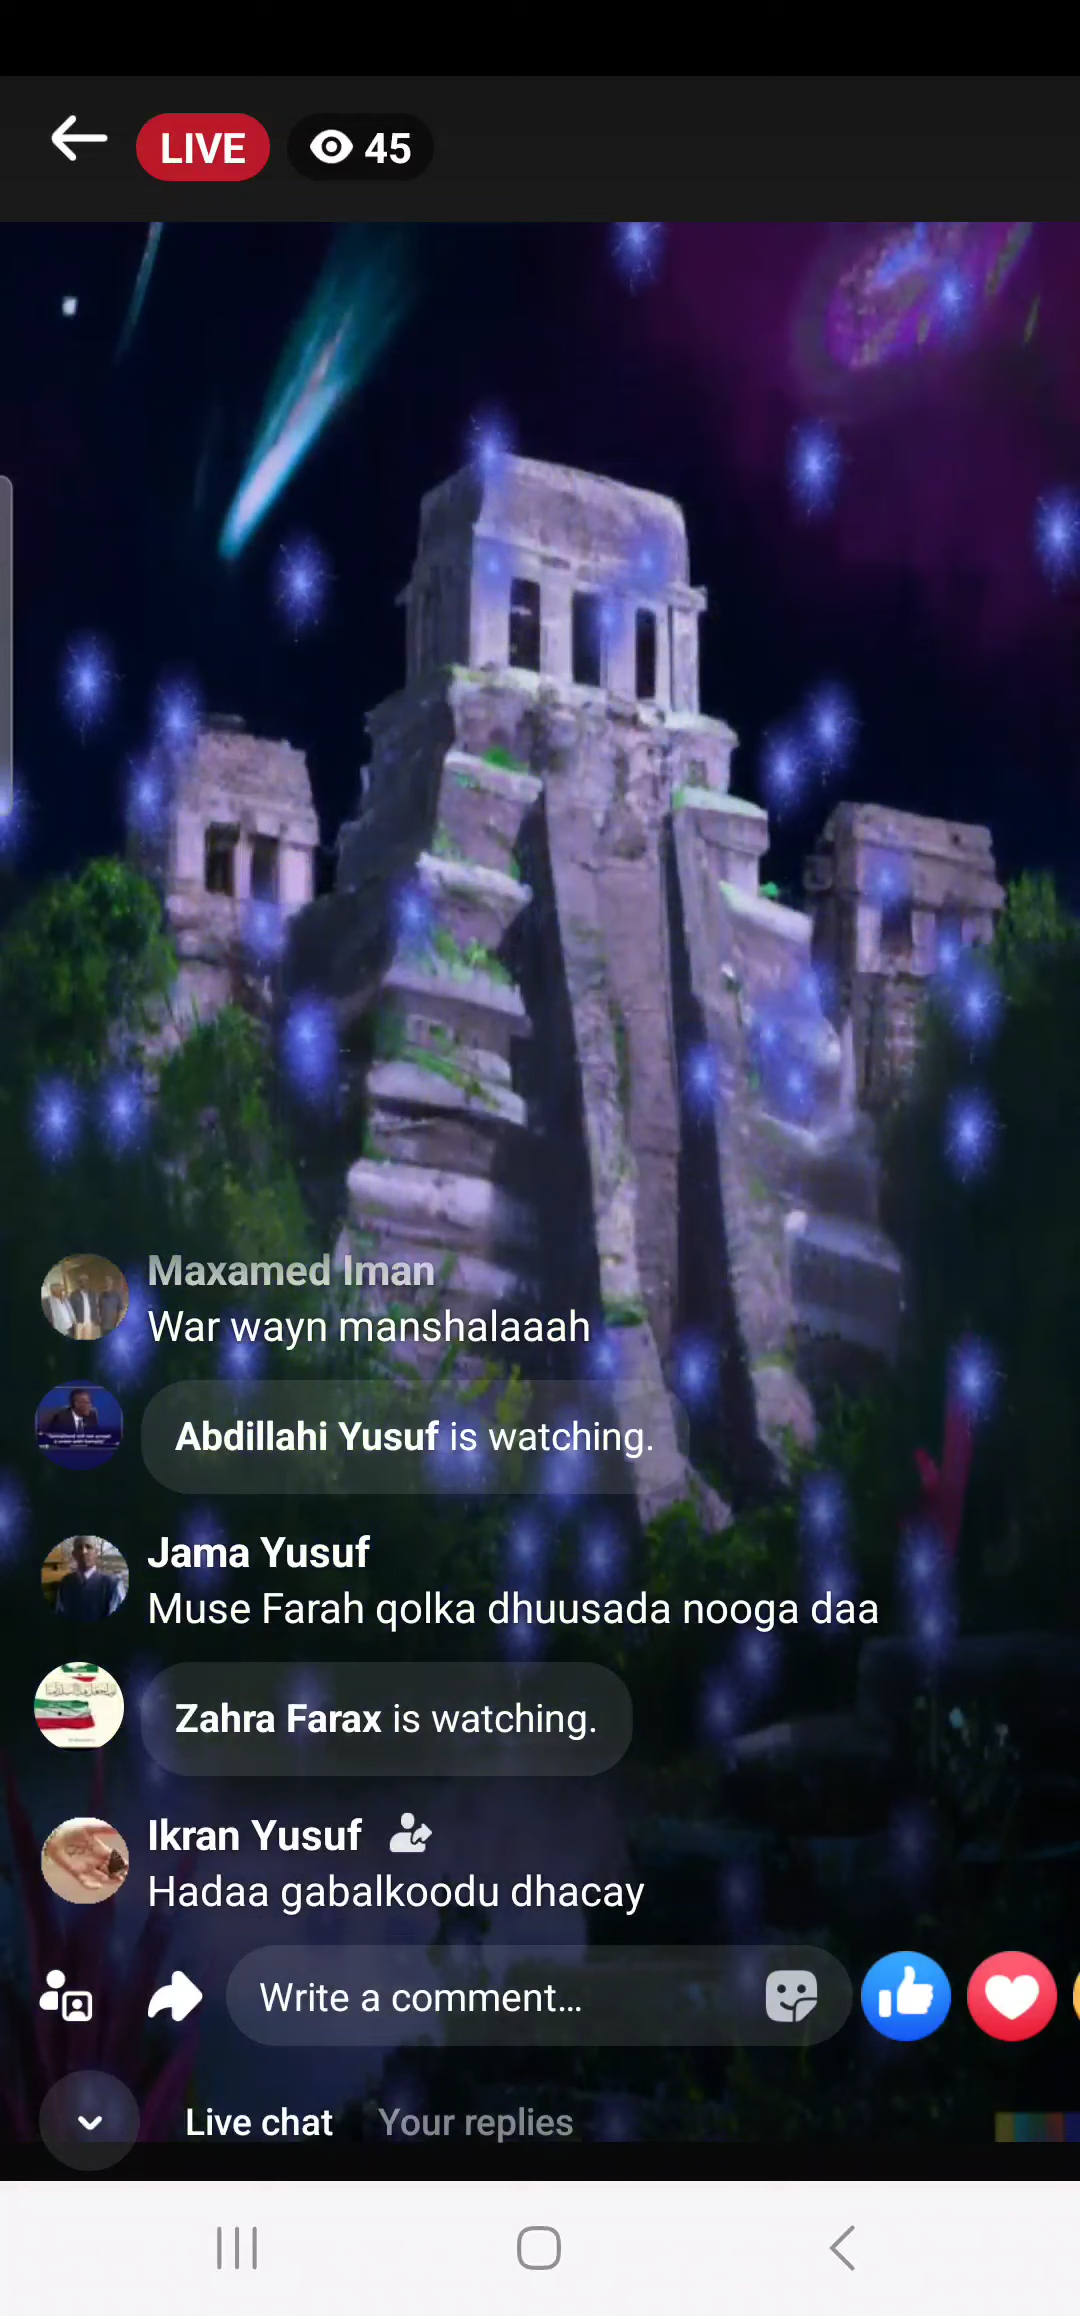 LIVE
45
Maxamed Iman
War wayn manshalaaah
Abdillahi Yusuf is watching.
Jama Yusuf
Muse Farah qolka dhuusada nooga daa
Zahra Farax is watching.
Ikran Yusuf
Hadaa gabalkoodu dhacay
Write a comment...
Live chat Your replies